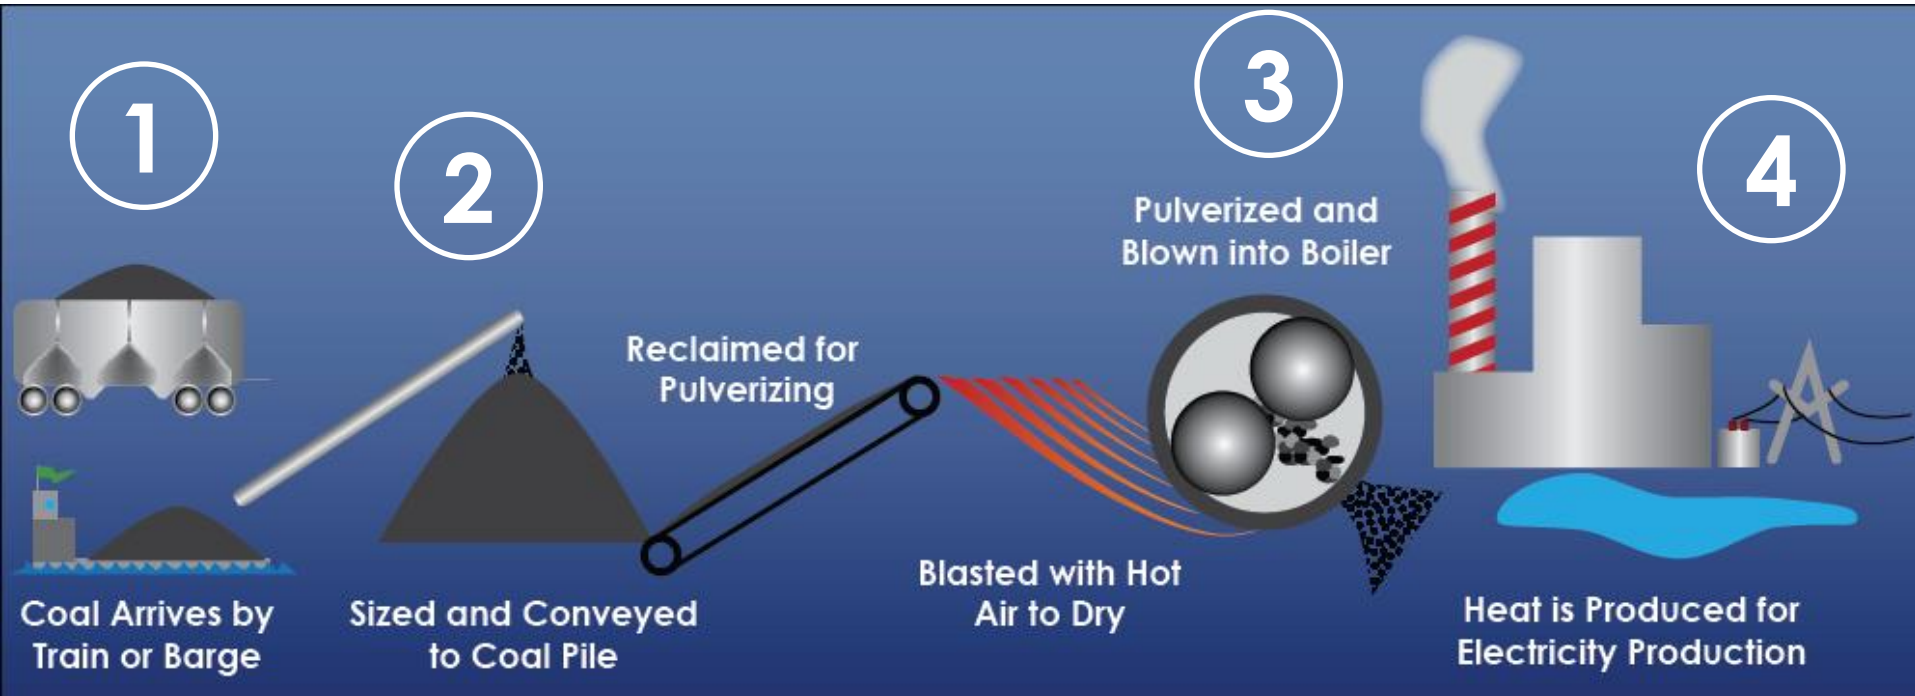 1
Coal Arrives by
Train or Barge
2
Sized and Conveyed
to Coal Pile
Reclaimed for
Pulverizing
Blasted with Hot
Air to Dry
3
Pulverized and
Blown into Boiler
4
Heat is Produced for
Electricity Production